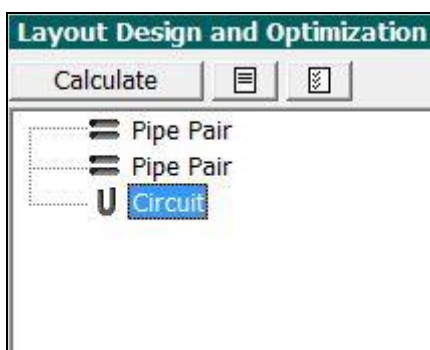 Layout Design and Optimization
Calculate
Pipe Pair
Pipe Pair
Circuit